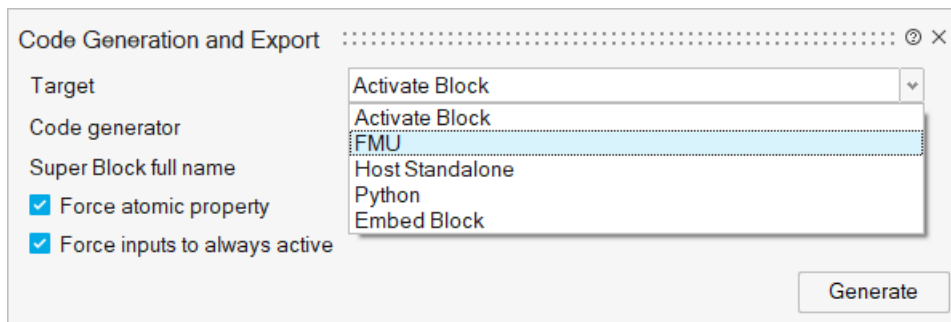 Code Generation and Export
Target
Activate Block
Activate Block
Code generator
FMU
Super Block full name
Host Standalone
Python
Force atomic property
Embed Block
Force inputs to always active
Generate